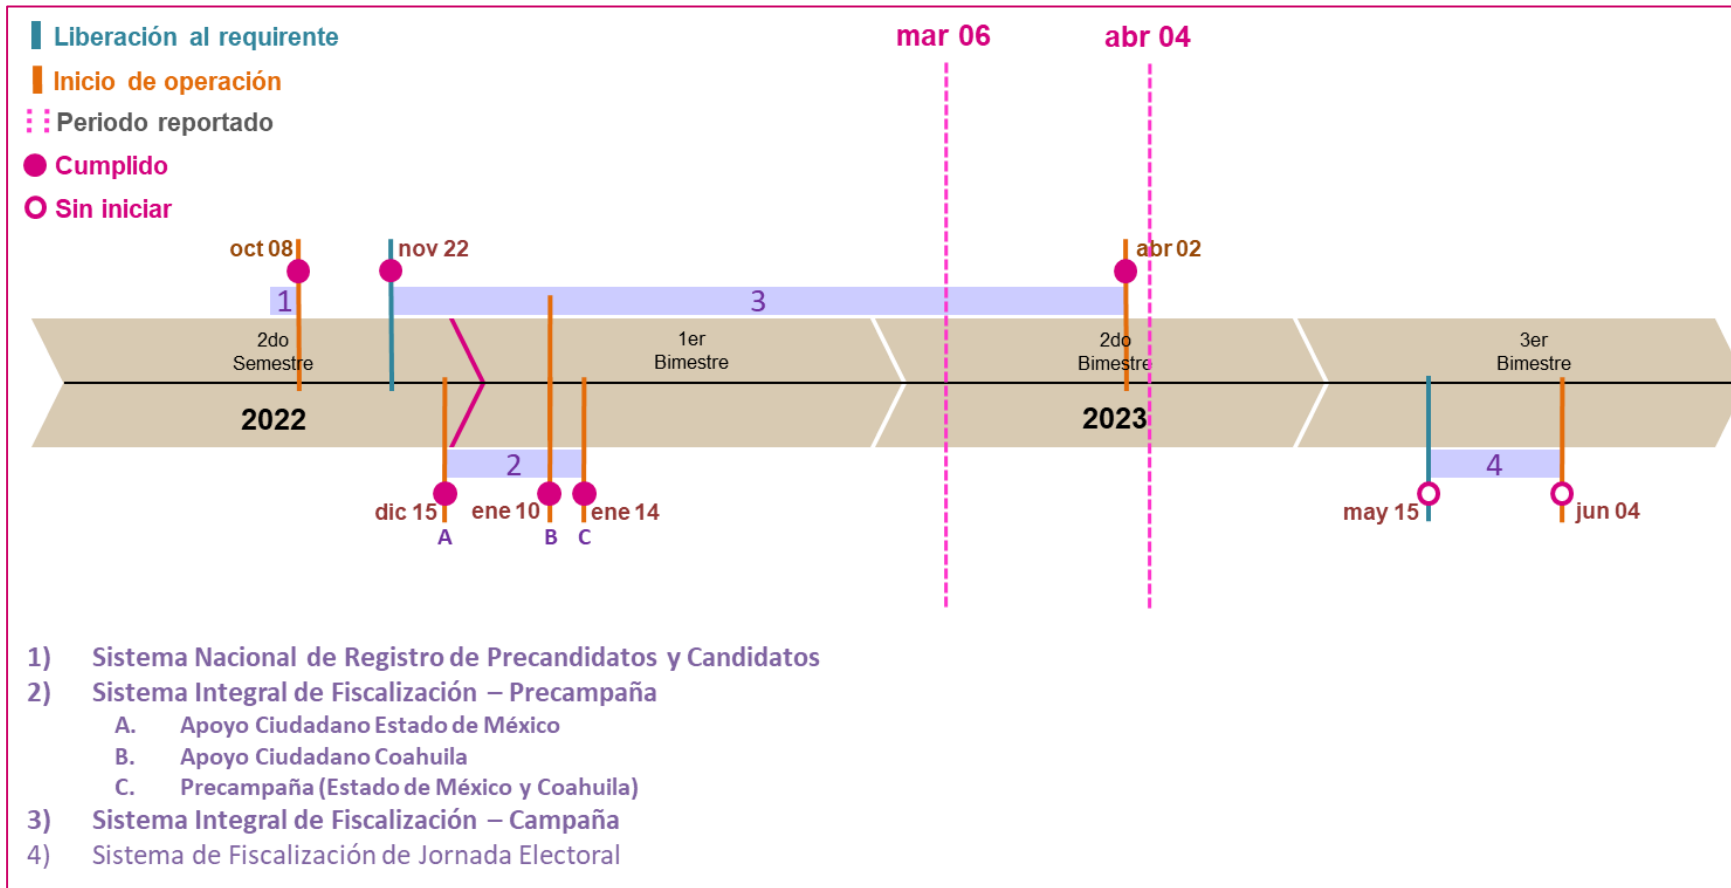 Liberación al requirente
Inicio de operación
Periodo reportado
Cumplido
Sin iniciar
mar 06
abr 04
oct 08
nov 22
abr 02
1
3
2do
Semestre
1er
Bimestre
2do
Bimestre
3er
Bimestre
2022
2023
2
4
dic 15
ene 10
ene 14
may 15
jun 04
A
B
C
1) Sistema Nacional de Registro de Precandidatos y Candidatos
2) Sistema Integral de Fiscalización – Precampaña
A. Apoyo Ciudadano Estado de México
B. Apoyo Ciudadano Coahuila
C. Precampaña (Estado de México y Coahuila)
3) Sistema Integral de Fiscalización – Campaña
4) Sistema de Fiscalización de Jornada Electoral